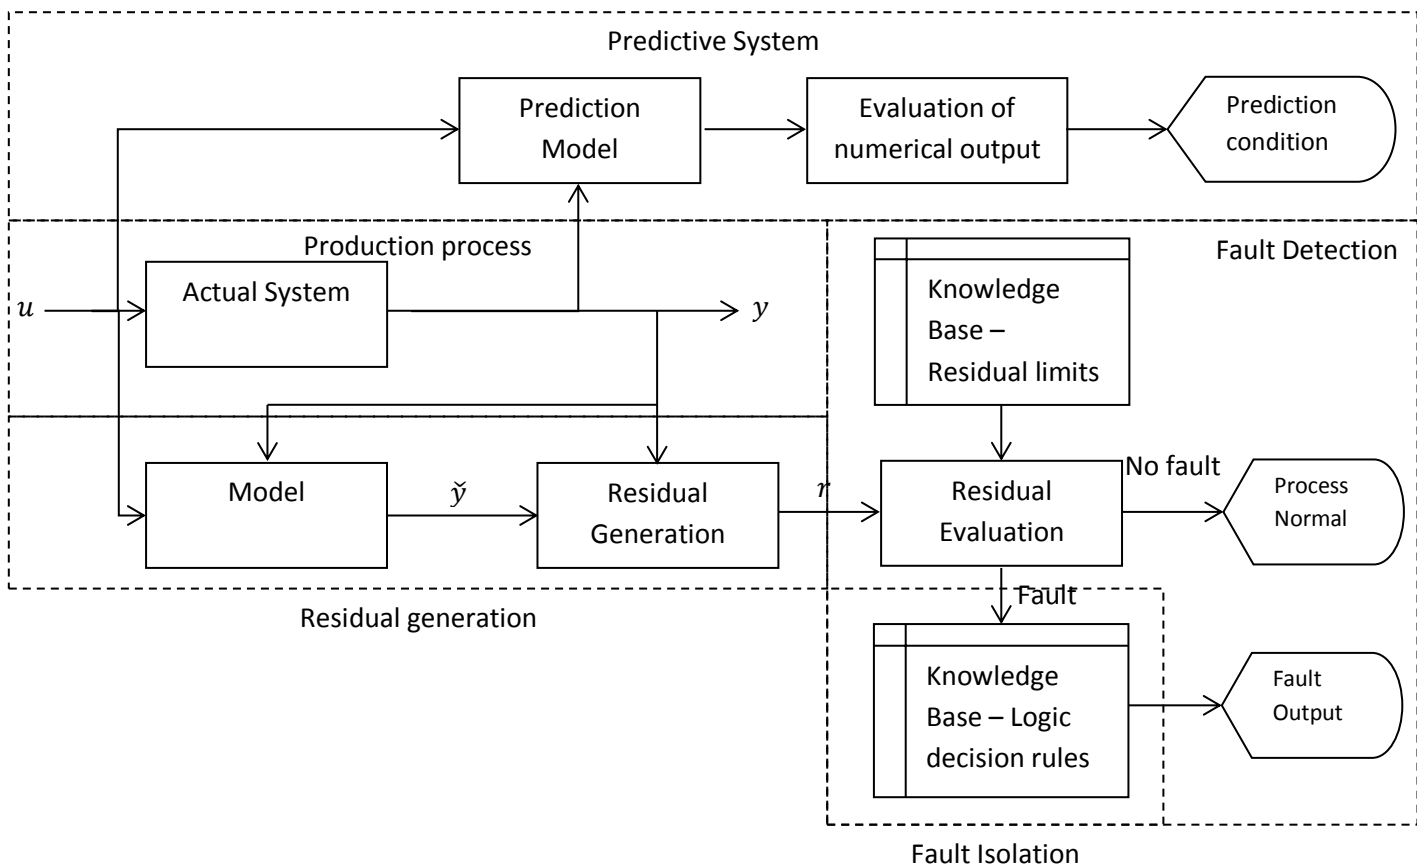 Predictive System
Prediction
Model
Evaluation of
numerical output
Prediction
condition
Production process
Actual System
u
y
Fault Detection
Knowledge
Base –
Residual limits
Model
y̌
Residual
Generation
r
Residual
Evaluation
No fault
Process
Normal
Residual generation
Fault
Knowledge
Base – Logic
decision rules
Fault
Output
Fault Isolation